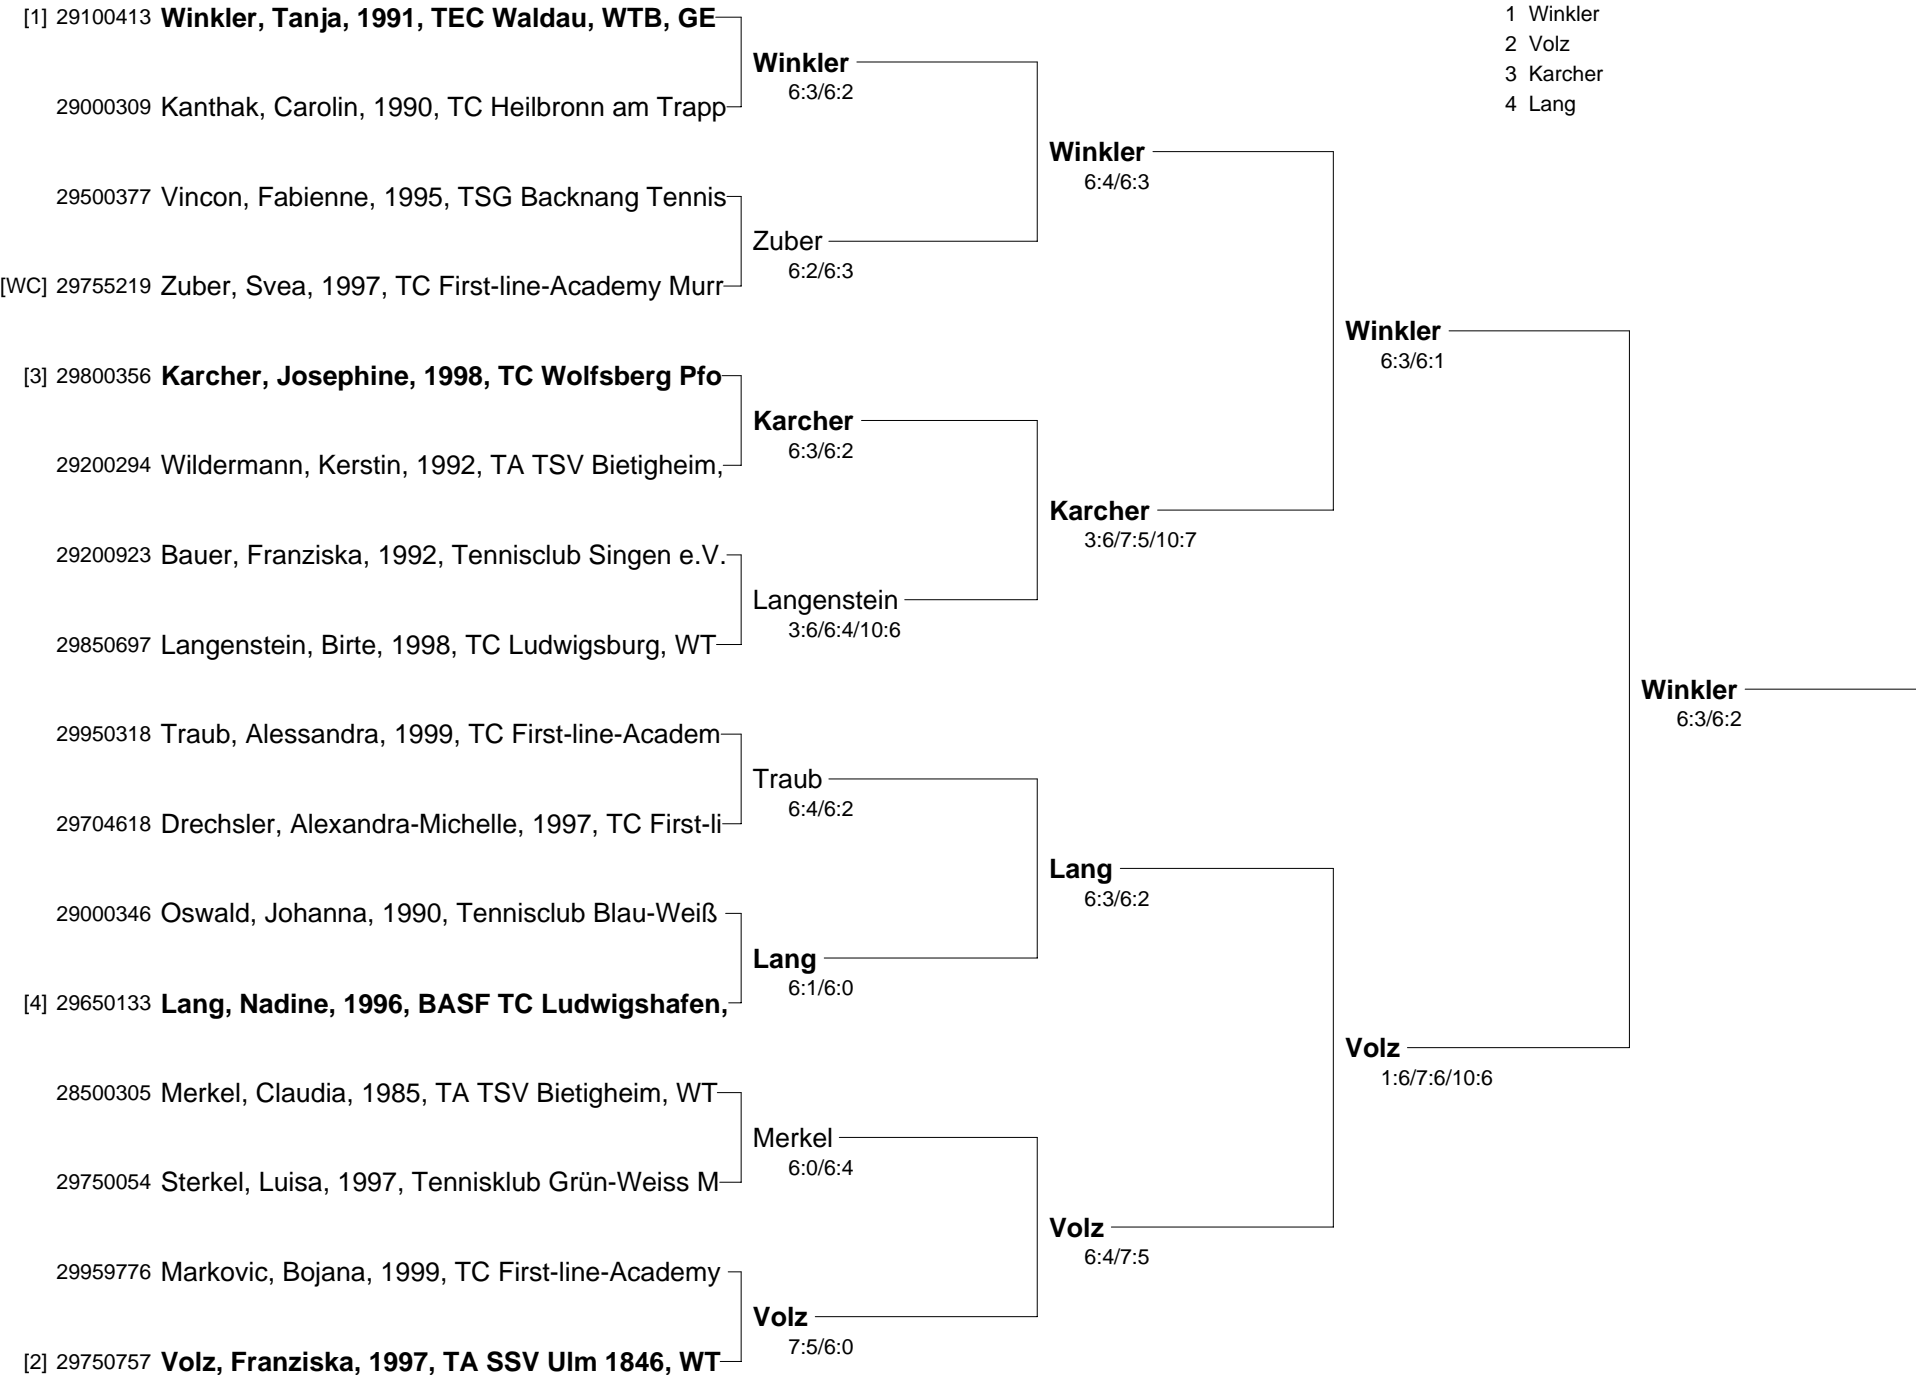 [1] 29100413 Winkler, Tanja, 1991, TEC Waldau, WTB, GE
29000309 Kanthak, Carolin, 1990, TC Heilbronn am Trapp
29500377 Vincon, Fabienne, 1995, TSG Backnang Tennis
[WC] 29755219 Zuber, Svea, 1997, TC First-line-Academy Murr
[3] 29800356 Karcher, Josephine, 1998, TC Wolfsberg Pfo
29200294 Wildermann, Kerstin, 1992, TA TSV Bietigheim,
29200923 Bauer, Franziska, 1992, Tennisclub Singen e.V.
29850697 Langenstein, Birte, 1998, TC Ludwigsburg, WT
29950318 Traub, Alessandra, 1999, TC First-line-Academ
29704618 Drechsler, Alexandra-Michelle, 1997, TC First-li
29000346 Oswald, Johanna, 1990, Tennisclub Blau-Weiß
[4] 29650133 Lang, Nadine, 1996, BASF TC Ludwigshafen,
28500305 Merkel, Claudia, 1985, TA TSV Bietigheim, WT
29750054 Sterkel, Luisa, 1997, Tennisklub Grün-Weiss M
29959776 Markovic, Bojana, 1999, TC First-line-Academy
[2] 29750757 Volz, Franziska, 1997, TA SSV Ulm 1846, WT
Winkler
6:3/6:2
Zuber
6:2/6:3
Karcher
6:3/6:2
Langenstein
3:6/6:4/10:6
Traub
6:4/6:2
Lang
6:1/6:0
Merkel
6:0/6:4
Volz
7:5/6:0
Winkler
6:4/6:3
Karcher
3:6/7:5/10:7
Lang
6:3/6:2
Volz
6:4/7:5
Winkler
6:3/6:1
Volz
1:6/7:6/10:6
Winkler
6:3/6:2
1 Winkler
2 Volz
3 Karcher
4 Lang